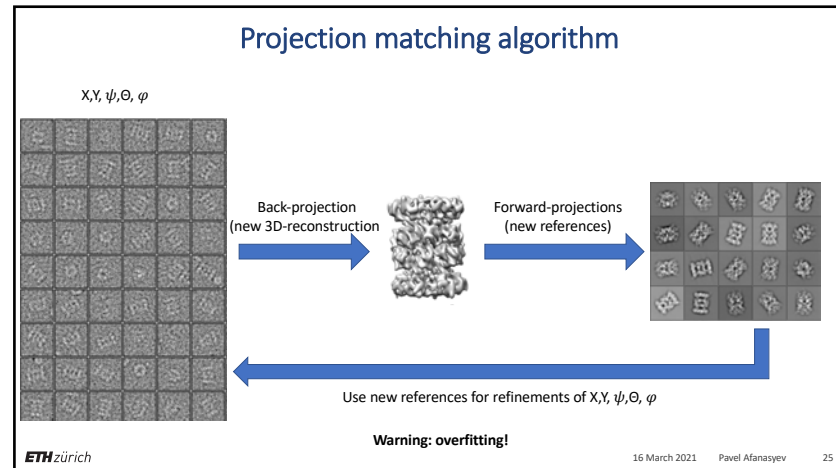 Projection matching algorithm
X,Y, 𝜓,Θ, 𝜑
Back-projection
(new 3D-reconstruction
Forward-projections
(new references)
Use new references for refinements of X,Y, 𝜓,Θ, 𝜑
Warning: overfitting!
ETH zürich
16 March 2021 Pavel Afanasyev 25